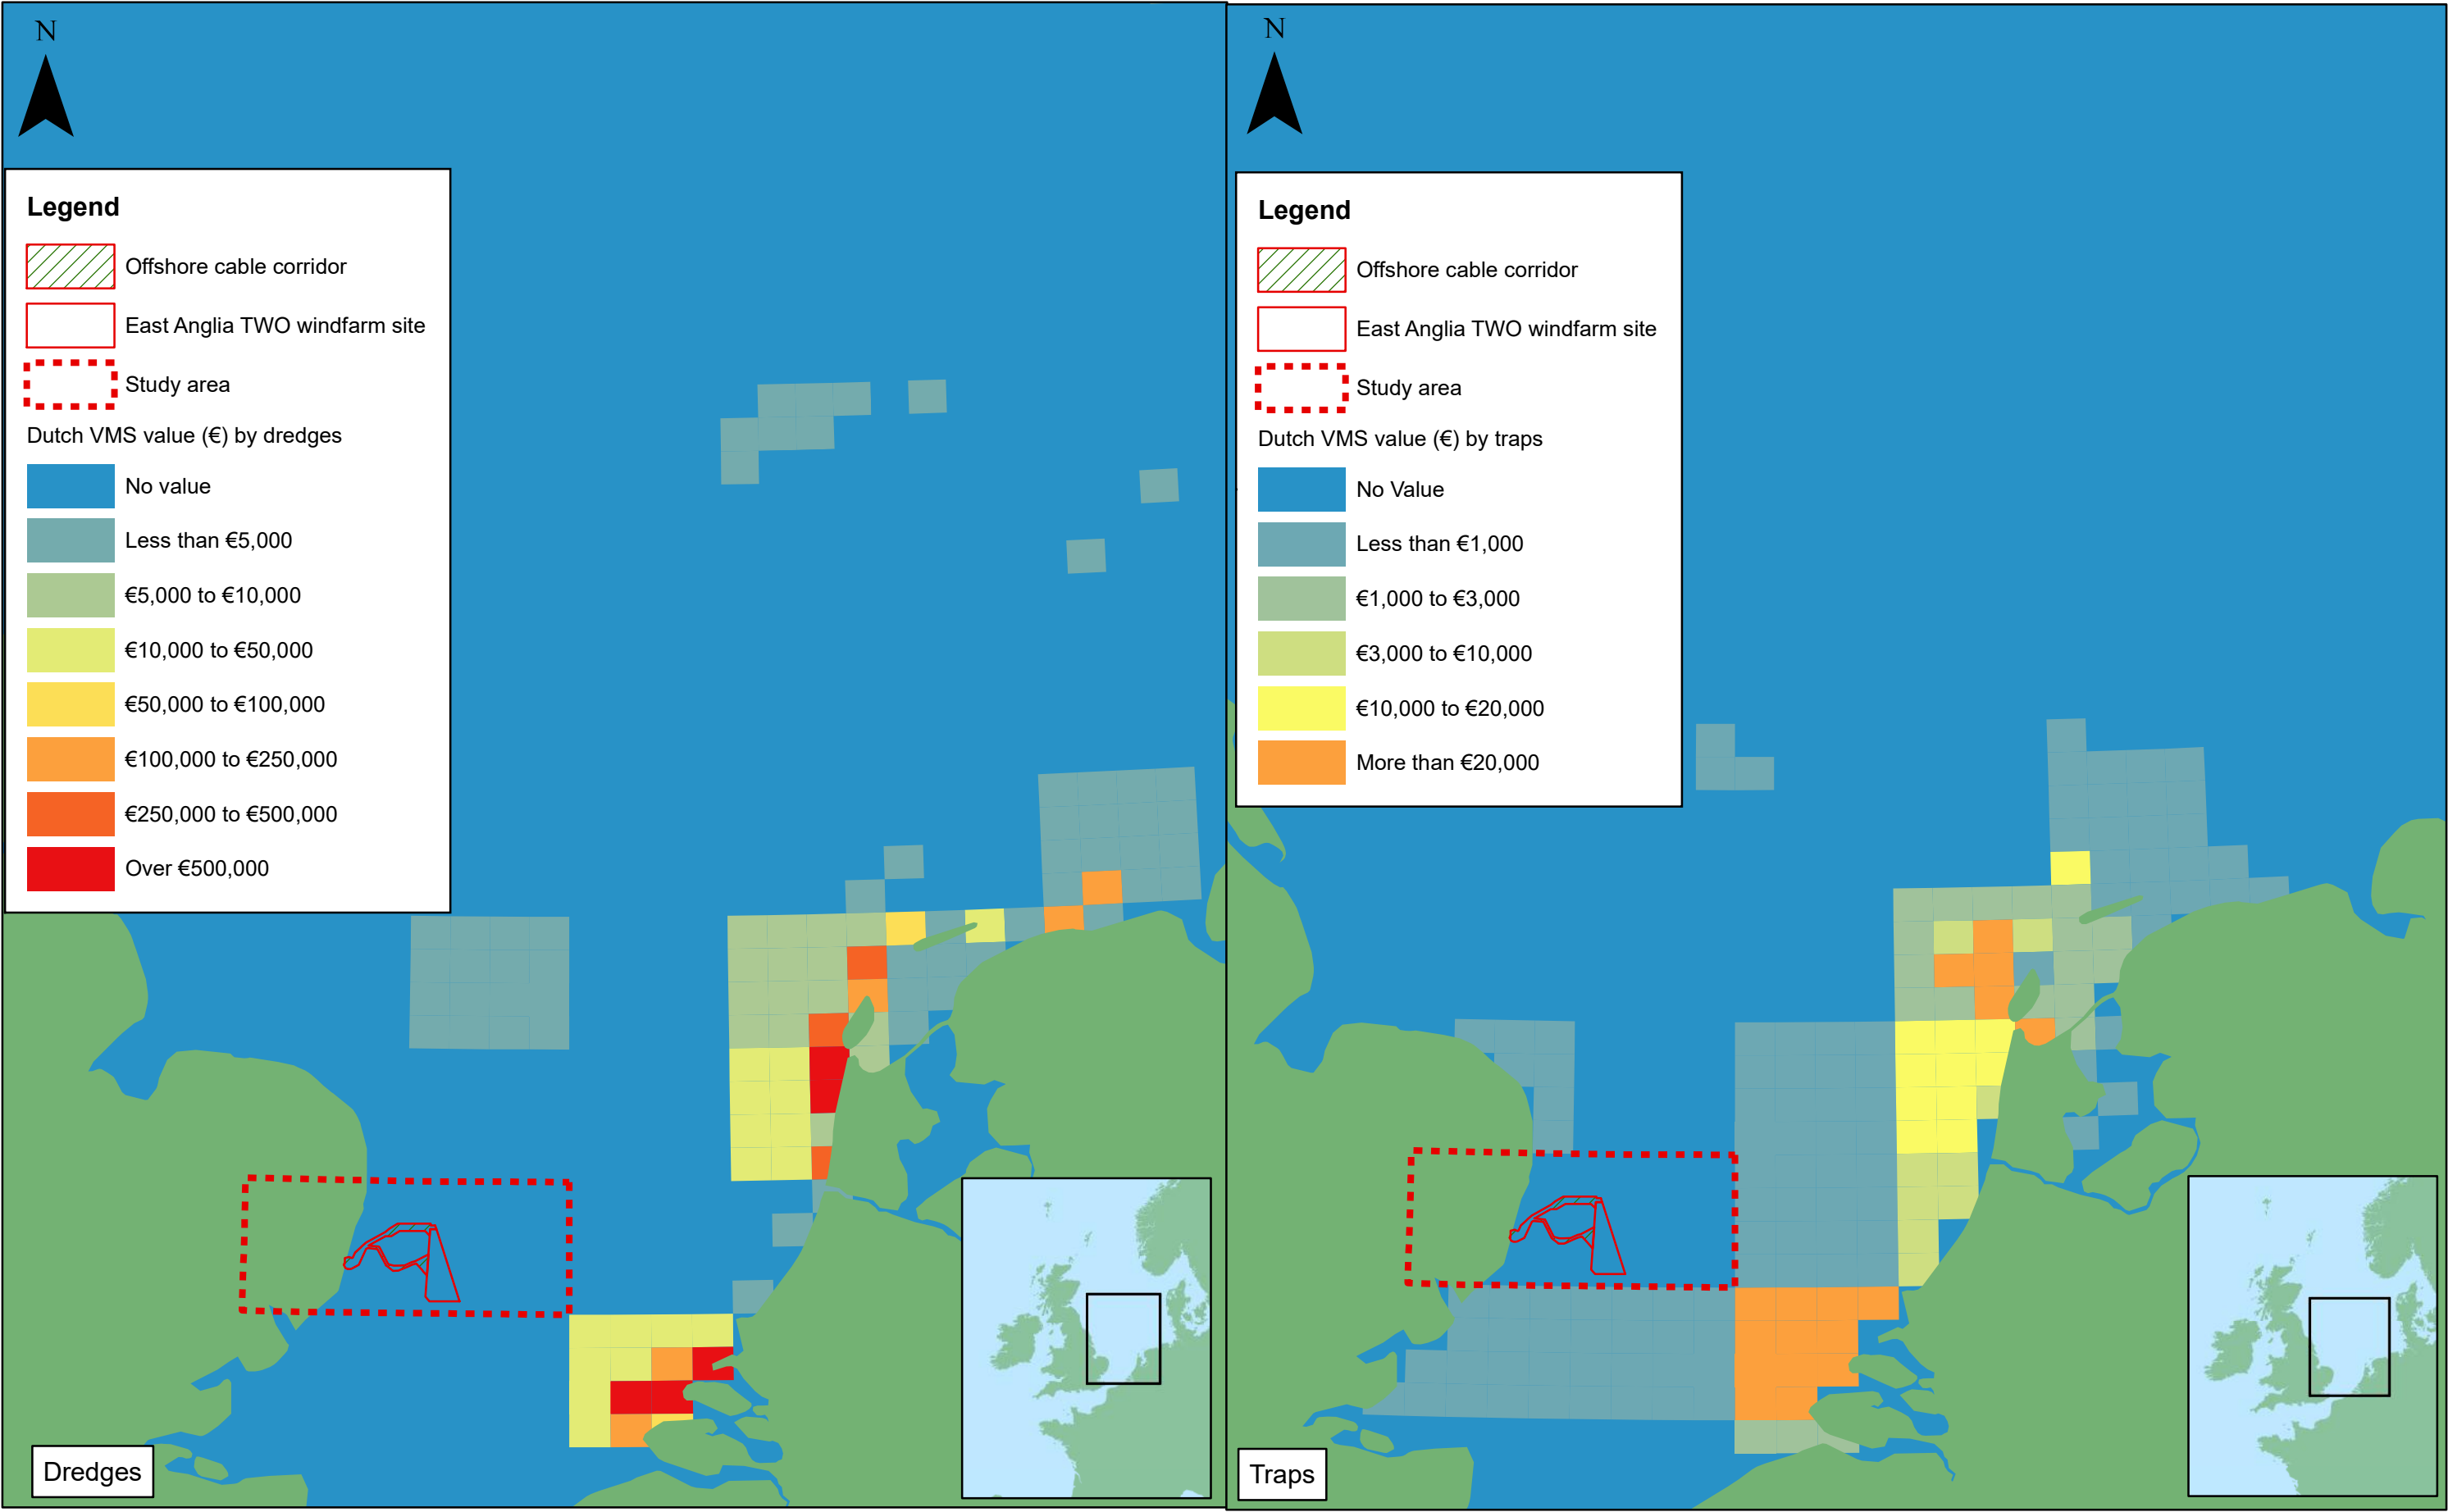 N
Legend
Offshore cable corridor
East Anglia TWO windfarm site
Study area
Dutch VMS value (€) by dredges
No value
Less than €5,000
€5,000 to €10,000
€10,000 to €50,000
€50,000 to €100,000
€100,000 to €250,000
€250,000 to €500,000
Over €500,000
Dredges
N
Legend
Offshore cable corridor
East Anglia TWO windfarm site
Study area
Dutch VMS value (€) by traps
No Value
Less than €1,000
€1,000 to €3,000
€3,000 to €10,000
€10,000 to €20,000
More than €20,000
Traps